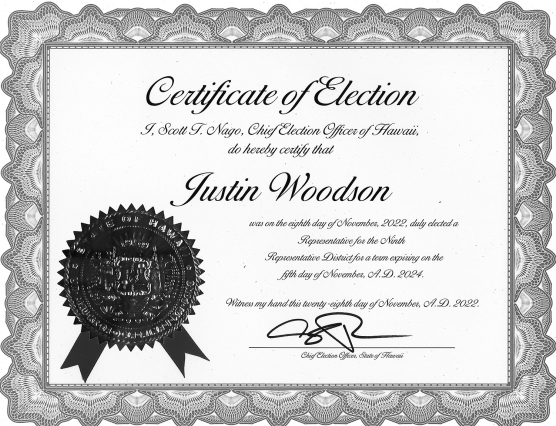 Certificate of Election
I, Scott T. Nago, Chief Election Officer of Hawaii,
do hereby certify that
Justin Woodson
was on the eighth day of November, 2022, duly elected a
Representative for the Ninth
Representative District for a term expiring on the
fifth day of November, A.D. 2024.
Witness my hand this twenty-eighth day of November, A.D. 2022.
Chief Election Officer, State of Hawaii